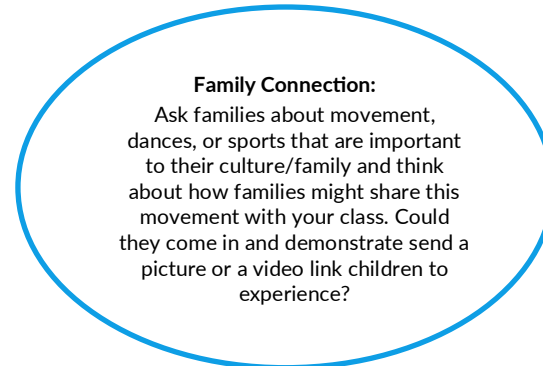 Family Connection:
Ask families about movement,
dances, or sports that are important
to their culture/family and think
about how families might share this
movement with your class. Could
they come in and demonstrate send a
picture or a video link children to
experience?